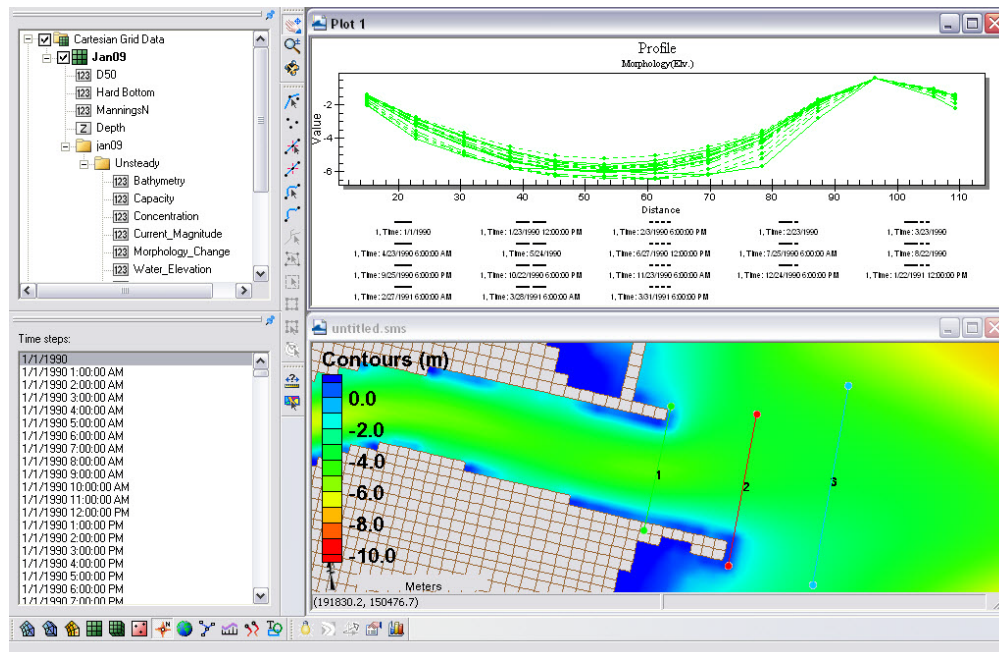 Cartesian Grid Data
Jan09
123 D50
123 Hard Bottom
123 ManningsN
Z Depth
jan09
Unsteady
123 Bathymetry
123 Capacity
123 Concentration
123 Current_Magnitude
123 Morphology_Change
123 Water_Elevation
Time steps:
1/1/1990
1/1/1990 1:00:00 AM
1/1/1990 2:00:00 AM
1/1/1990 3:00:00 AM
1/1/1990 4:00:00 AM
1/1/1990 5:00:00 AM
1/1/1990 6:00:00 AM
1/1/1990 7:00:00 AM
1/1/1990 8:00:00 AM
1/1/1990 9:00:00 AM
1/1/1990 10:00:00 AM
1/1/1990 11:00:00 AM
1/1/1990 12:00:00 PM
1/1/1990 1:00:00 PM
1/1/1990 2:00:00 PM
1/1/1990 3:00:00 PM
1/1/1990 4:00:00 PM
1/1/1990 5:00:00 PM
1/1/1990 6:00:00 PM
1/1/1990 7:00:00 PM
Plot 1
Profile
Morphology(Elv.)
Value
-2
-4
-6
20 30 40 50 60 70 80 90 100 110
Distance
1, Time: 1/1/1990 1, Time: 1/23/1990 12:00:00 PM 1, Time: 2/3/1990 6:00:00 PM 1, Time: 2/23/1990 1, Time: 3/23/1990
1, Time: 4/23/1990 6:00:00 AM 1, Time: 5/24/1990 1, Time: 6/27/1990 12:00:00 PM 1, Time: 7/25/1990 6:00:00 AM 1, Time: 8/22/1990
1, Time: 9/25/1990 6:00:00 PM 1, Time: 10/22/1990 6:00:00 PM 1, Time: 11/23/1990 6:00:00 AM 1, Time: 12/24/1990 6:00:00 PM 1, Time: 1/22/1991 12:00:00 PM
1, Time: 2/27/1991 6:00:00 AM 1, Time: 3/28/1991 6:00:00 AM 1, Time: 3/31/1991 6:00:00 PM
untitled.sms
Contours (m)
0.0
-2.0
-4.0
-6.0
-8.0
-10.0
1
2
3
Meters
(191830.2, 150476.7)